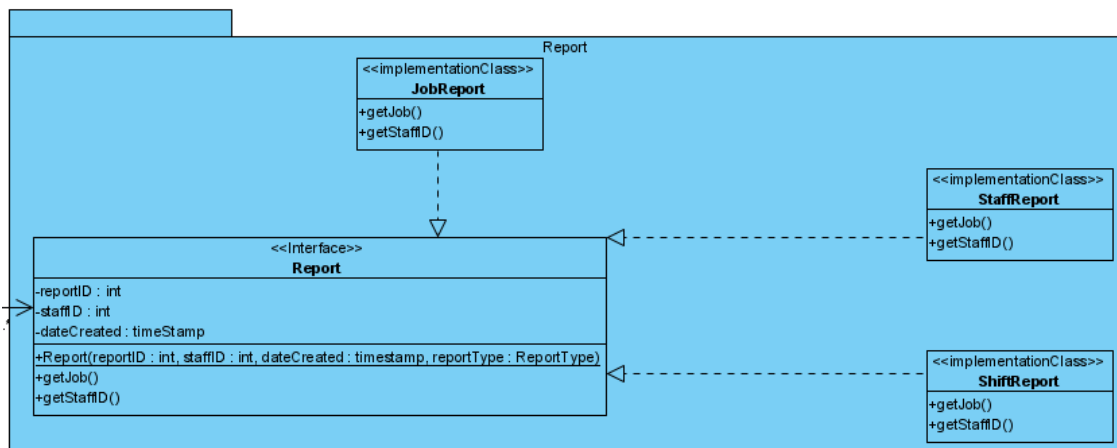 Report
<<implementationClass>>
JobReport
+getJob()
+getStaffID()
<<implementationClass>>
StaffReport
+getJob()
+getStaffID()
<<Interface>>
Report
-reportID : int
-staffID : int
-dateCreated : timeStamp
+Report(reportID : int, staffID : int, dateCreated : timestamp, reportType : ReportType)
+getJob()
+getStaffID()
<<implementationClass>>
ShiftReport
+getJob()
+getStaffID()